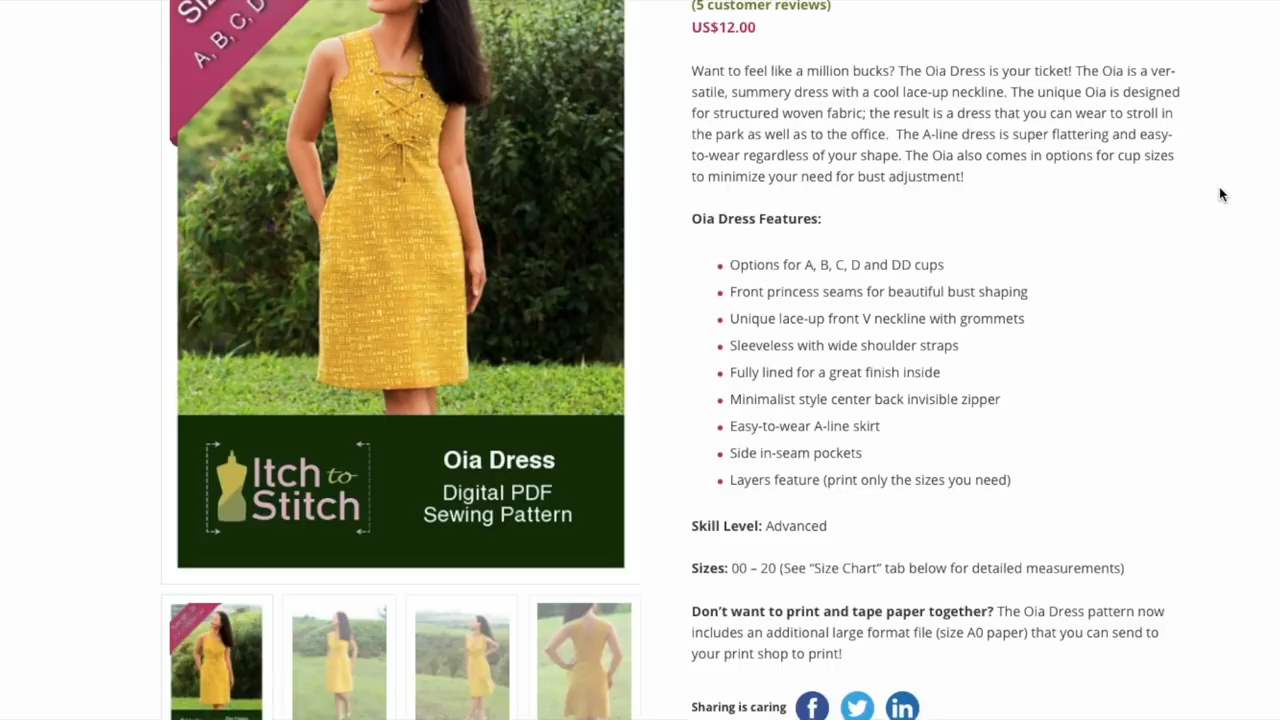 Siz
A, B, C, D
Itch to
Stitch
Oia Dress
Digital PDF
Sewing Pattern
(5 customer reviews)
US$12.00
Want to feel like a million bucks? The Oia Dress is your ticket! The Oia is a ver-
satile, summery dress with a cool lace-up neckline. The unique Oia is designed
for structured woven fabric; the result is a dress that you can wear to stroll in
the park as well as to the office. The A-line dress is super flattering and easy-
to-wear regardless of your shape. The Oia also comes in options for cup sizes
to minimize your need for bust adjustment!
Oia Dress Features:
Options for A, B, C, D and DD cups
Front princess seams for beautiful bust shaping
Unique lace-up front V neckline with grommets
Sleeveless with wide shoulder straps
Fully lined for a great finish inside
Minimalist style center back invisible zipper
Easy-to-wear A-line skirt
Side in-seam pockets
Layers feature (print only the sizes you need)
Skill Level: Advanced
Sizes: 00 – 20 (See “Size Chart” tab below for detailed measurements)
Don’t want to print and tape paper together? The Oia Dress pattern now
includes an additional large format file (size A0 paper) that you can send to
your print shop to print!
Sharing is caring